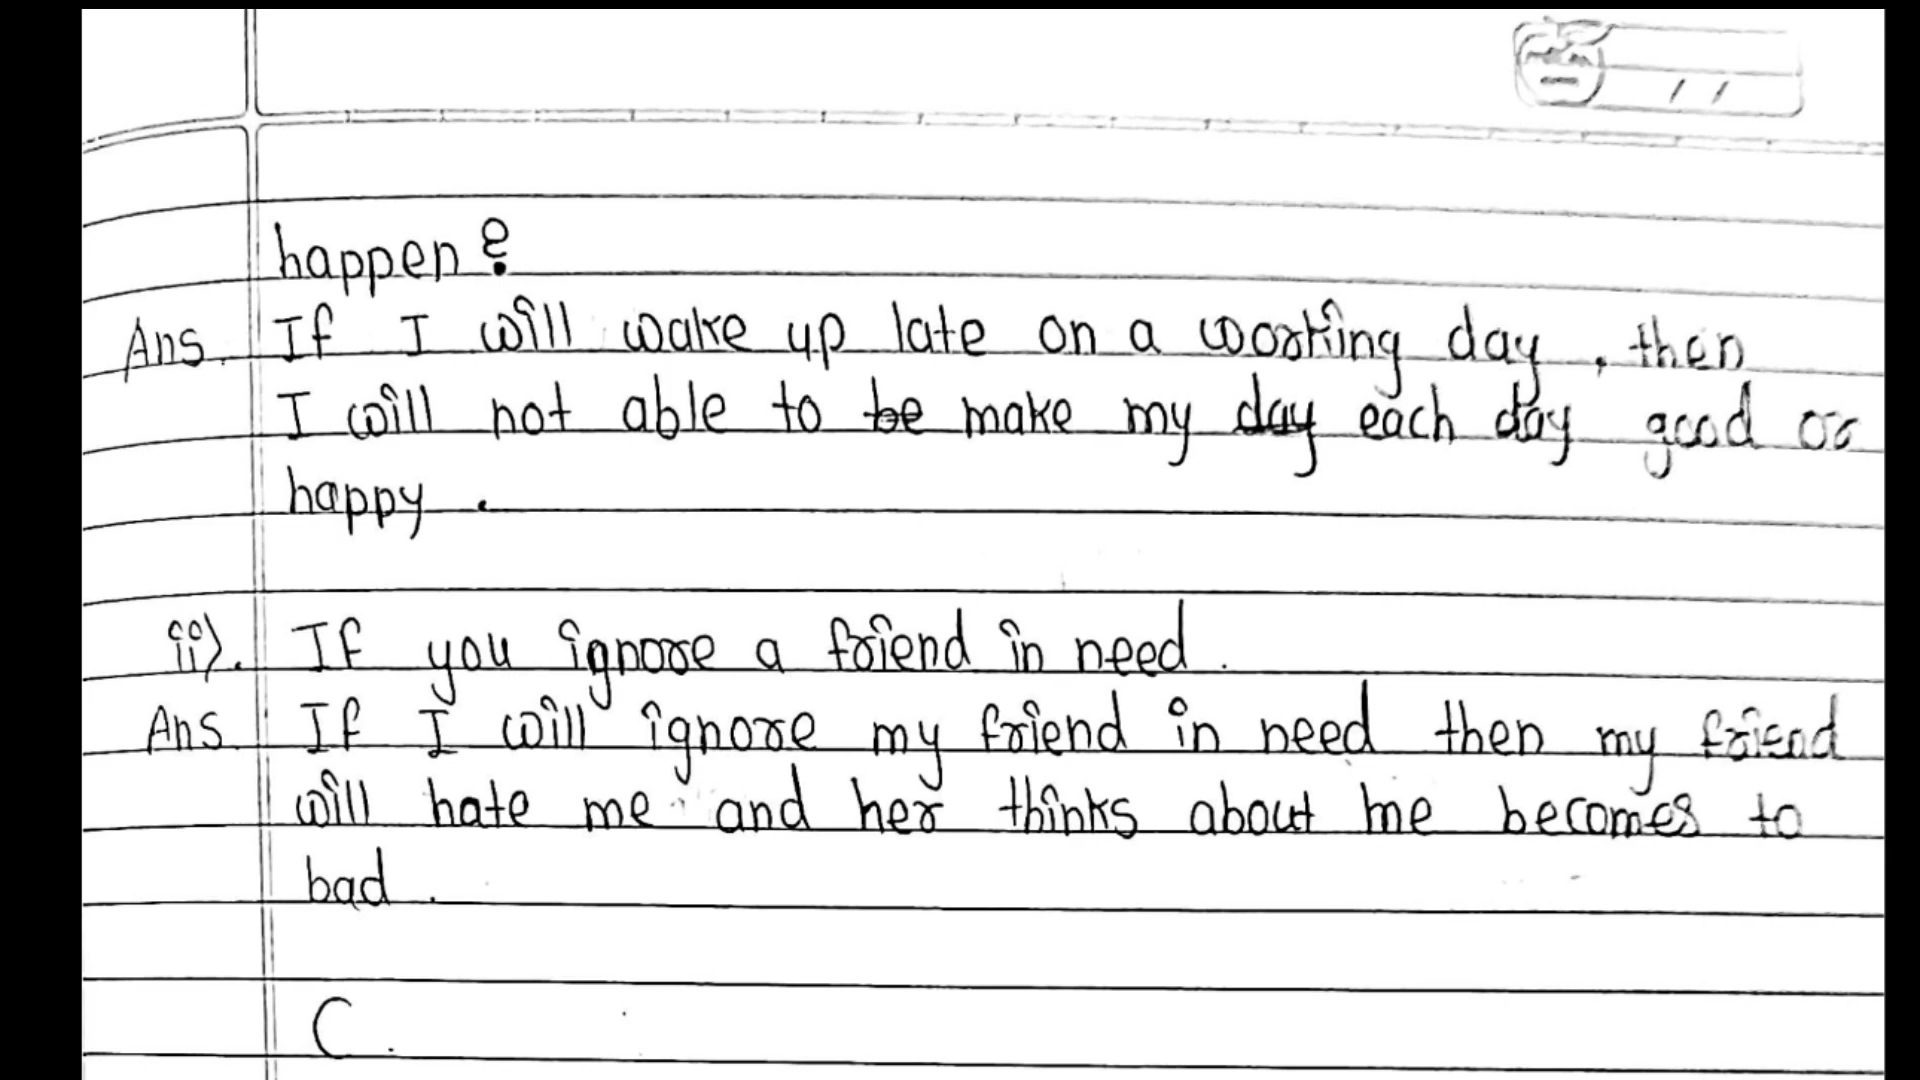 happen?
Ans. If I will wake up late on a working day, then
I will not able to be make my day each day good or
happy.
ii). If you ignore a friend in need.
Ans If I will ignore my friend in need then my friend
will hate me and her thinks about me becomes to
bad.
C.